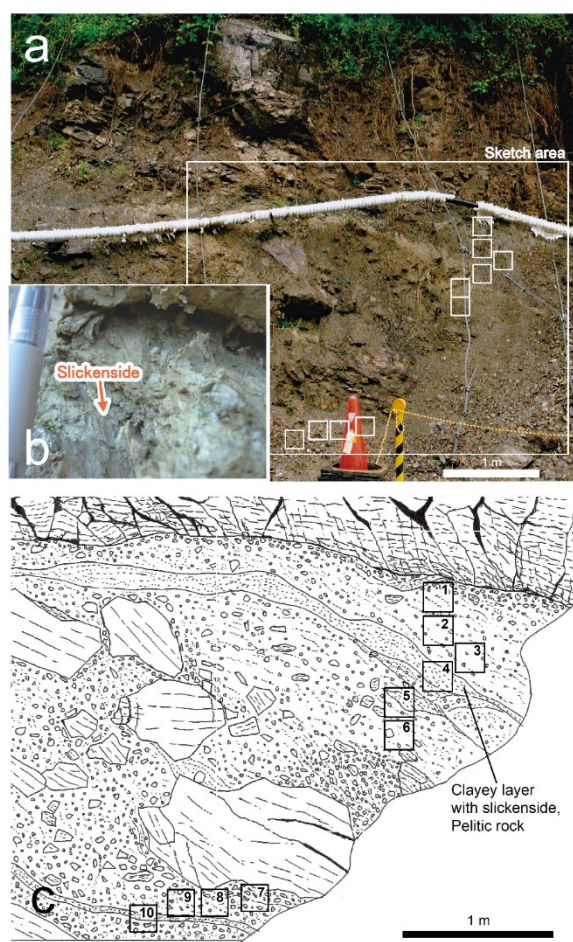 a
Sketch area
Slickenside
b
1 m
1
2
3
4
5
6
Clayey layer
with slickenside,
Pelitic rock
7
8
9
10
C
1 m